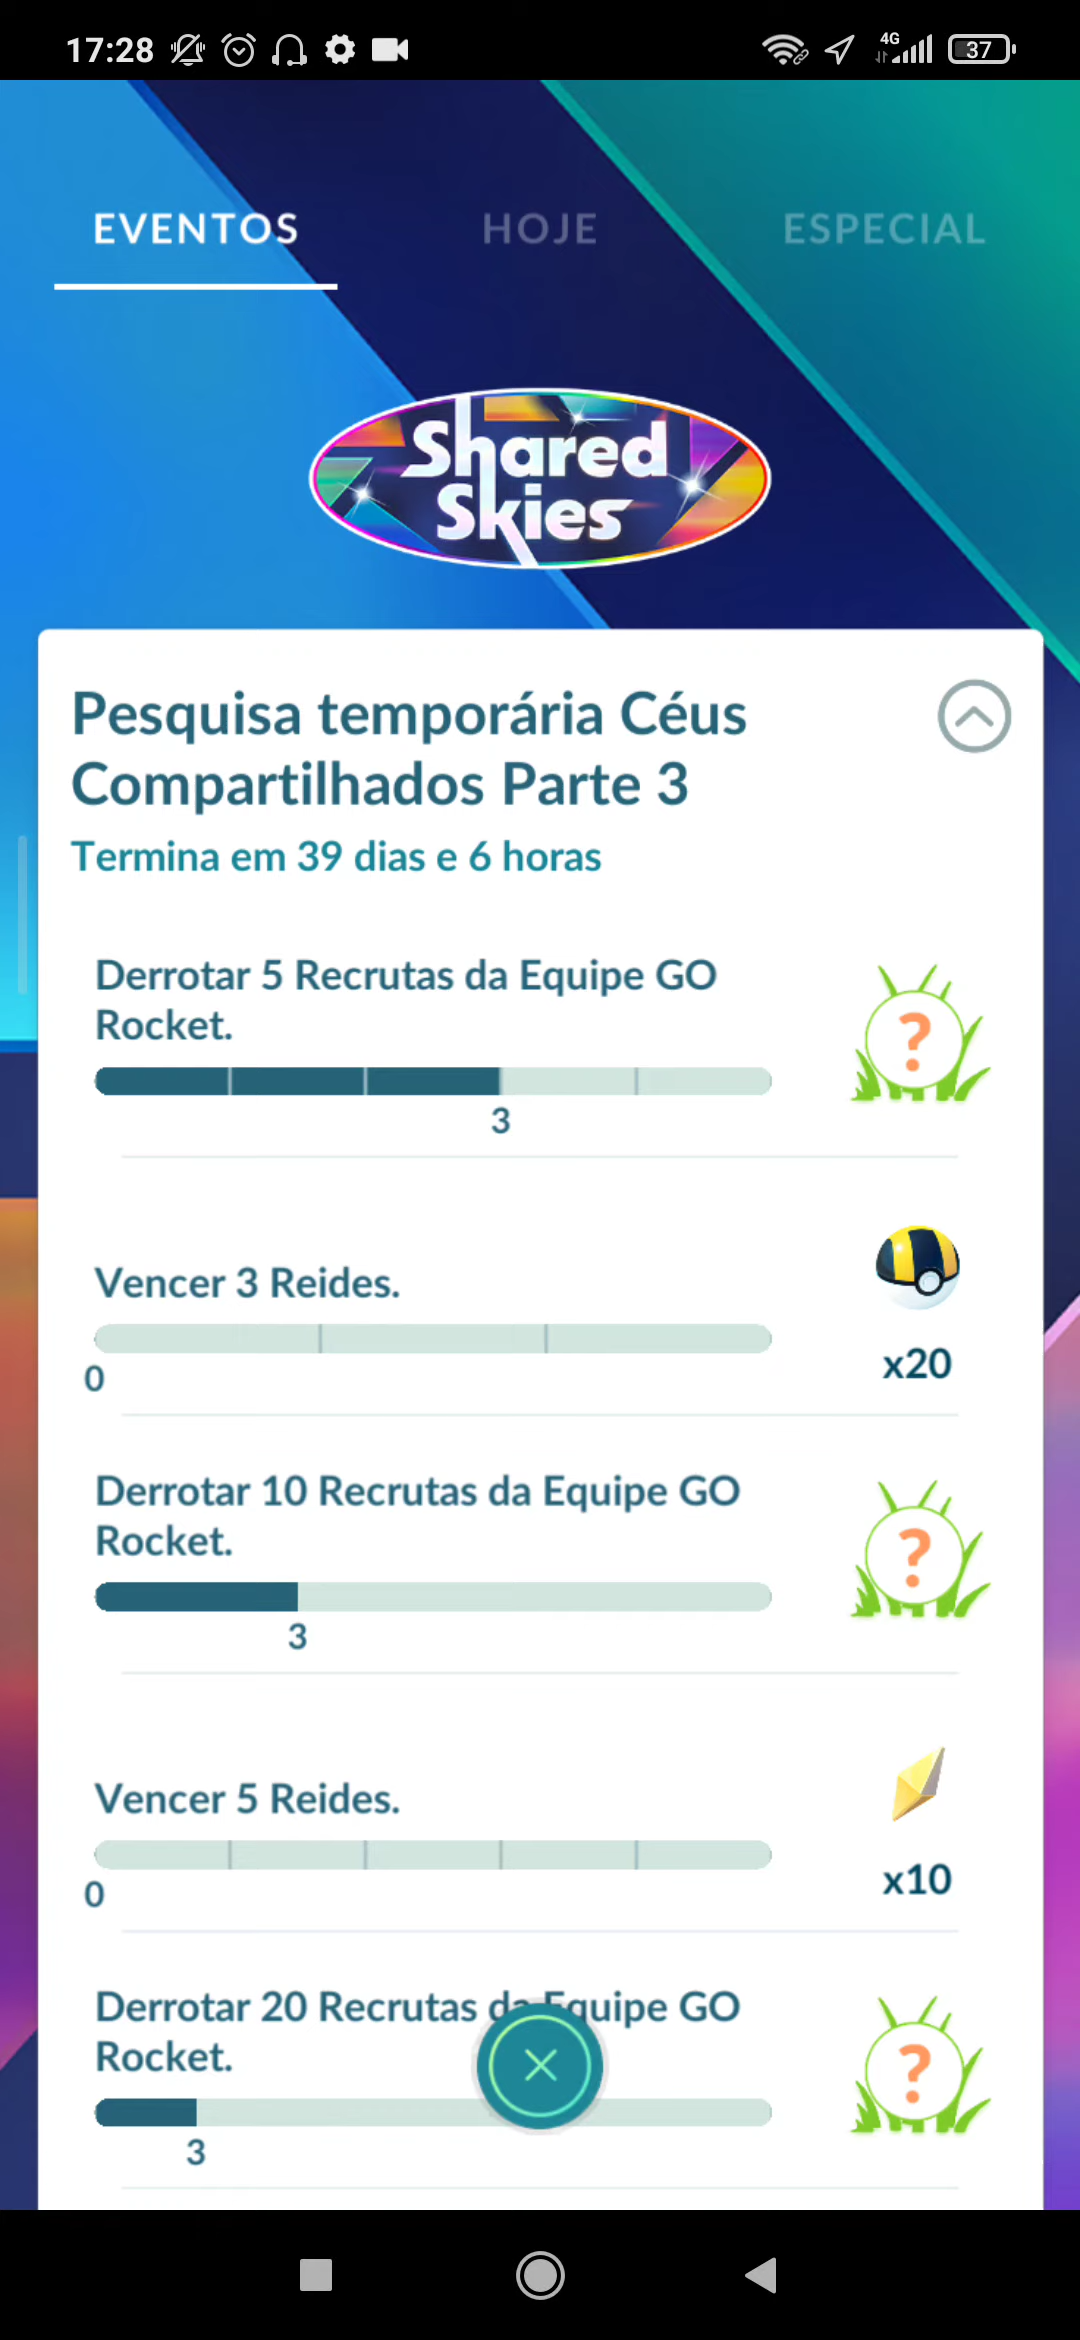 17:28
4G
37
EVENTOS
HOJE
ESPECIAL
Shared
Skies
Pesquisa temporária Céus
Compartilhados Parte 3
Termina em 39 dias e 6 horas
Derrotar 5 Recrutas da Equipe GO
Rocket.
?
3
Vencer 3 Reides.
0
x20
Derrotar 10 Recrutas da Equipe GO
Rocket.
?
3
Vencer 5 Reides.
0
x10
Derrotar 20 Recrutas da Equipe GO
Rocket.
?
3